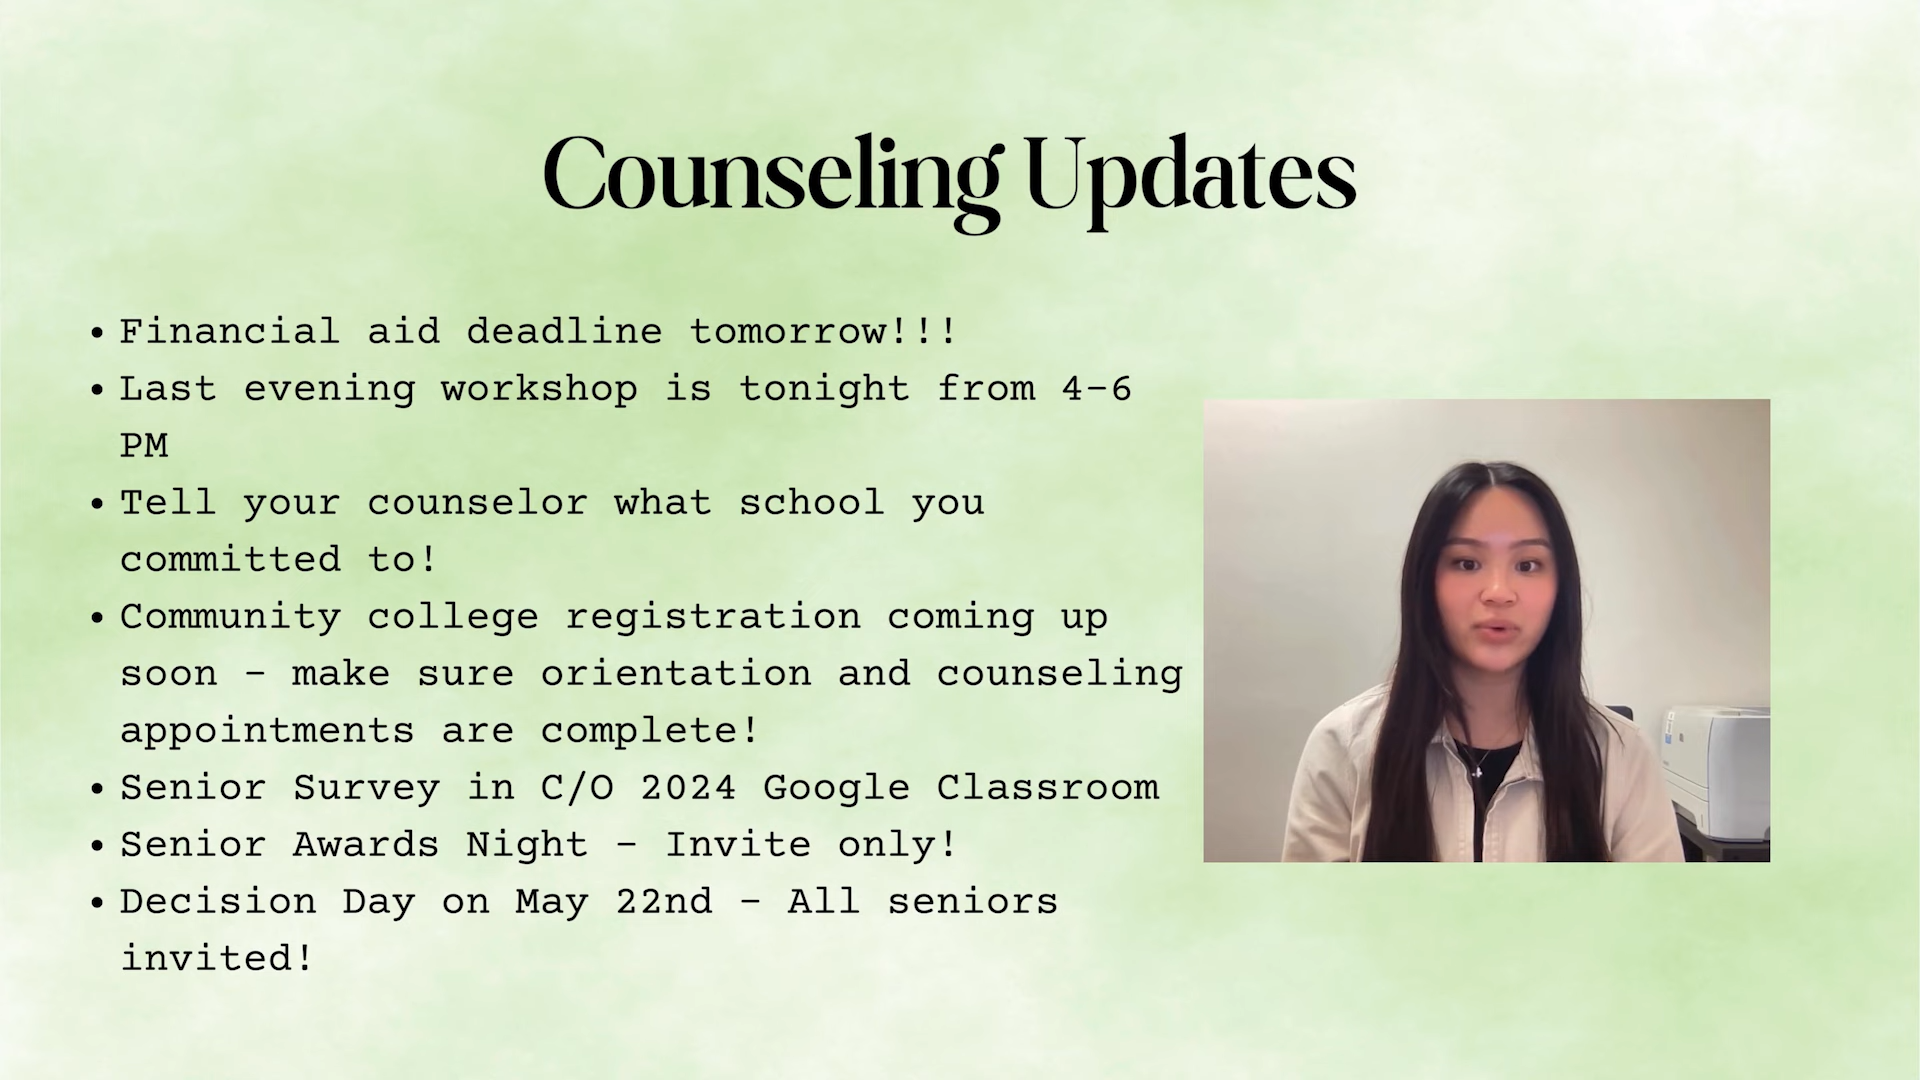 Counseling Updates
• Financial aid deadline tomorrow!!!
• Last evening workshop is tonight from 4-6
PM
• Tell your counselor what school you
committed to!
• Community college registration coming up
soon - make sure orientation and counseling
appointments are complete!
• Senior Survey in C/O 2024 Google Classroom
• Senior Awards Night - Invite only!
• Decision Day on May 22nd - All seniors
invited!